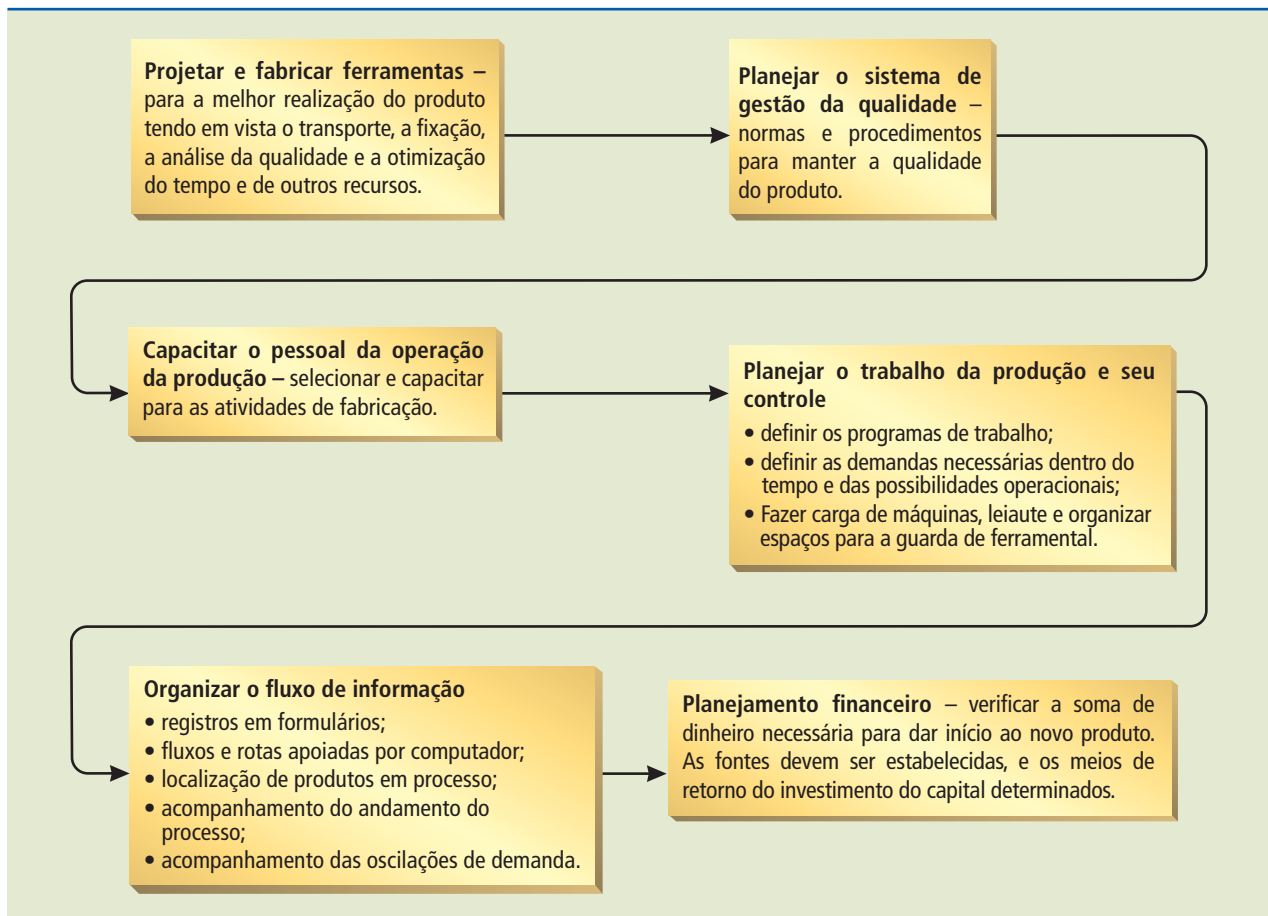 Projetar e fabricar ferramentas –
para a melhor realização do produto
tendo em vista o transporte, a fixação,
a análise da qualidade e a otimização
do tempo e de outros recursos.
Planejar o sistema de
gestão da qualidade –
normas e procedimentos
para manter a qualidade
do produto.
Capacitar o pessoal da operação
da produção – selecionar e capacitar
para as atividades de fabricação.
Planejar o trabalho da produção e seu
controle
• definir os programas de trabalho;
• definir as demandas necessárias dentro do
tempo e das possibilidades operacionais;
• Fazer carga de máquinas, leiaute e organizar
espaços para a guarda de ferramental.
Organizar o fluxo de informação
• registros em formulários;
• fluxos e rotas apoiadas por computador;
• localização de produtos em processo;
• acompanhamento do andamento do
processo;
• acompanhamento das oscilações de demanda.
Planejamento financeiro – verificar a soma de
dinheiro necessária para dar início ao novo produto.
As fontes devem ser estabelecidas, e os meios de
retorno do investimento do capital determinados.